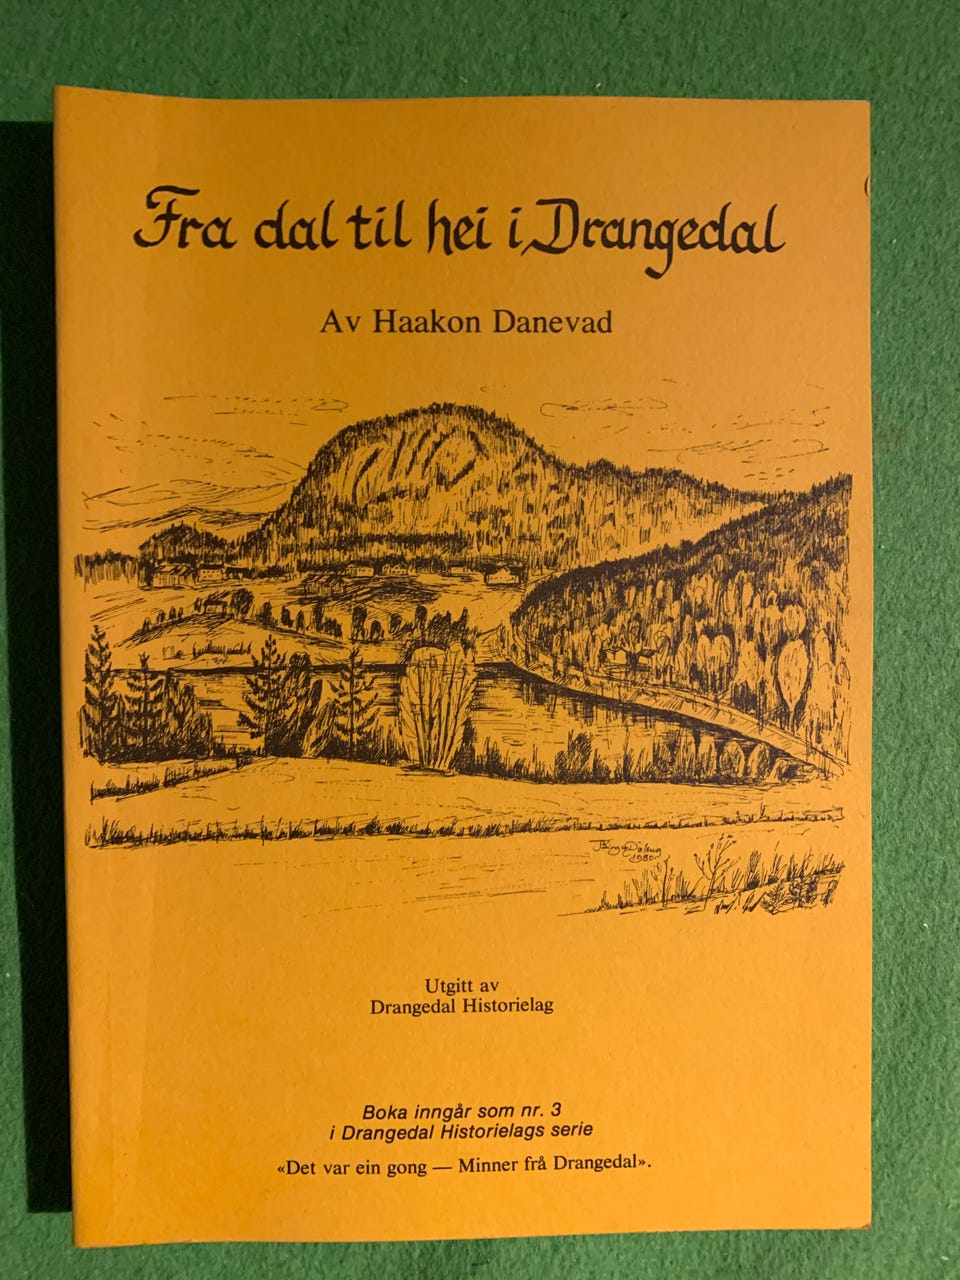 Fra dal til hei i Drangedal
Av Haakon Danevad
1980
Utgitt av
Drangedal Historielag
Boka inngår som nr. 3
i Drangedal Historielags serie
«Det var ein gong — Minner frå Drangedal».